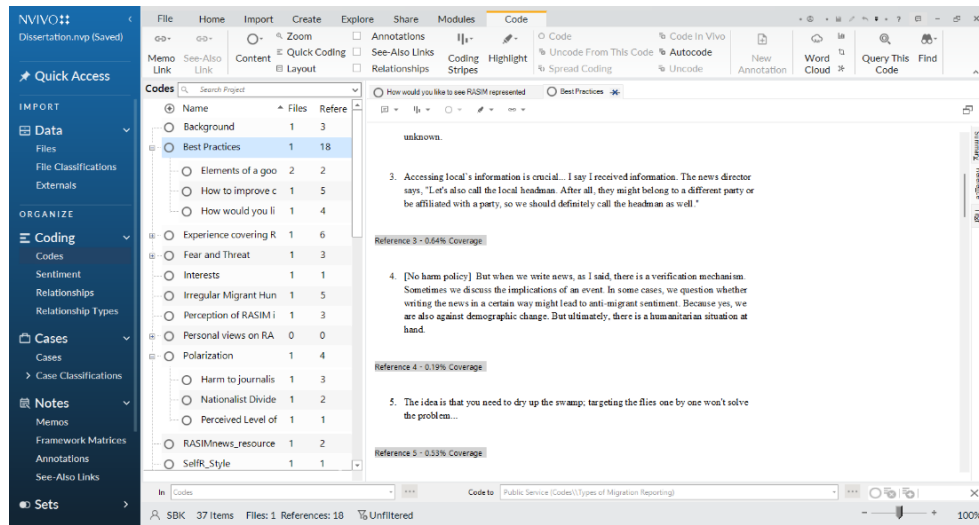 NVIVO
Dissertation.nvp (Saved)
Quick Access
IMPORT
Data
Files
File Classifications
Externals
ORGANIZE
Coding
Codes
Sentiment
Relationships
Relationship Types
Cases
Cases
Case Classifications
Notes
Memos
Framework Matrices
Annotations
See-Also Links
Sets
File Home Import Create Explore Share Modules Code
Memo Link
See-Also Link
Content
Zoom
Quick Coding
Layout
Annotations
See-Also Links
Relationships
Coding Stripes
Highlight
Code
Uncode From This Code
Spread Coding
Code In Vivo
Autocode
Uncode
New Annotation
Word Cloud
Query This Code
Find
Codes Search Project
Name Files Refere
Background 1 3
Best Practices 1 18
Elements of a goo 2 2
How to improve c 1 5
How would you li 1 4
Experience covering R 1 6
Fear and Threat 1 3
Interests 1 1
Irregular Migrant Hun 1 5
Perception of RASIM i 1 3
Personal views on RA 0 0
Polarization 1 4
Harm to journalis 1 3
Nationalist Divide 1 2
Perceived Level of 1 1
RASIMnews_resource 1 2
SelfR_Style 1 1
How would you like to see RASIM represented
Best Practices
unknown.
3. Accessing local's information is crucial... I say I received information. The news director
says, "Let's also call the local headman. After all, they might belong to a different party or
be affiliated with a party, so we should definitely call the headman as well."
Reference 3 - 0.64% Coverage
4. [No harm policy] But when we write news, as I said, there is a verification mechanism.
Sometimes we discuss the implications of an event. In some cases, we question whether
writing the news in a certain way might lead to anti-migrant sentiment. Because yes, we
are also against demographic change. But ultimately, there is a humanitarian situation at
hand.
Reference 4 - 0.19% Coverage
5. The idea is that you need to dry up the swamp; targeting the flies one by one won't solve
the problem...
Reference 5 - 0.53% Coverage
Summary
In Codes
Code to Public Service (Codes\\Types of Migration Reporting)
SBK 37 Items Files: 1 References: 18 Unfiltered
100%